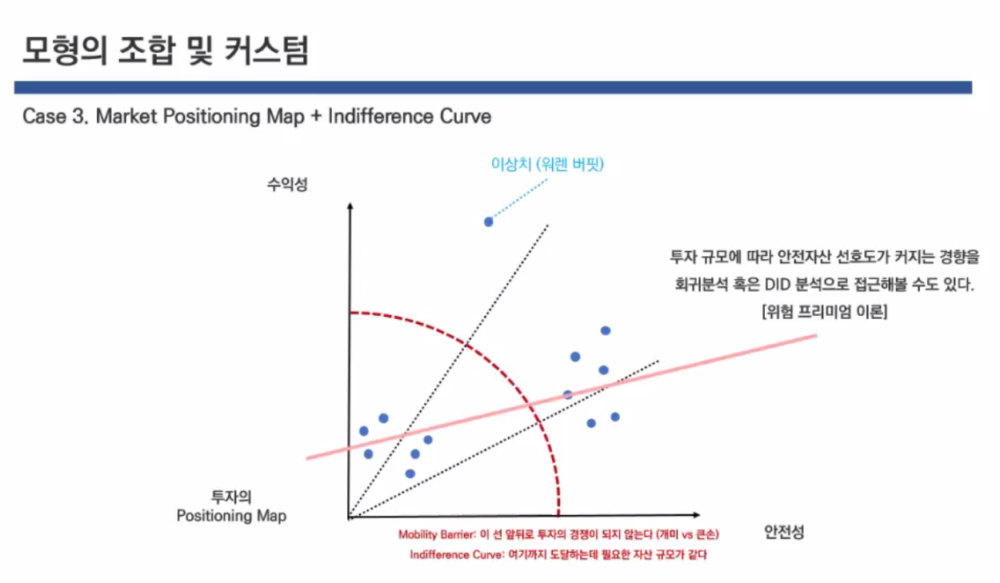 모형의 조합 및 커스텀
Case 3. Market Positioning Map + Indifference Curve
이상치 (워렌 버핏)
수익성
투자 규모에 따라 안전자산 선호도가 커지는 경향을
회귀분석 혹은 DID 분석으로 접근해볼 수도 있다.
[위험 프리미엄 이론]
투자의
Positioning Map
Mobility Barrier: 이 선 앞뒤로 투자의 경쟁이 되지 않는다 (개미 vs 큰손)
안전성
Indifference Curve: 여기까지 도달하는데 필요한 자산 규모가 같다